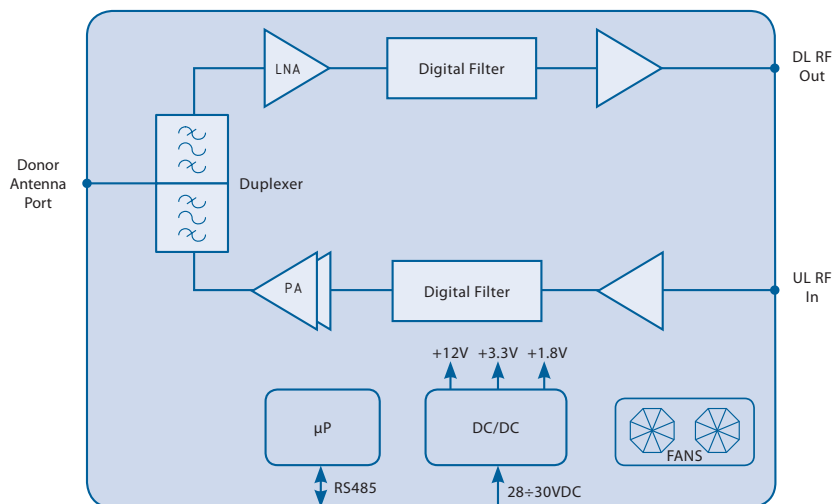 LNA
Digital Filter
DL RF
Out
Donor
Antenna
Port
Duplexer
PA
Digital Filter
UL RF
In
+12V
+3.3V
+1.8V
µP
DC/DC
FANS
RS485
28÷30VDC